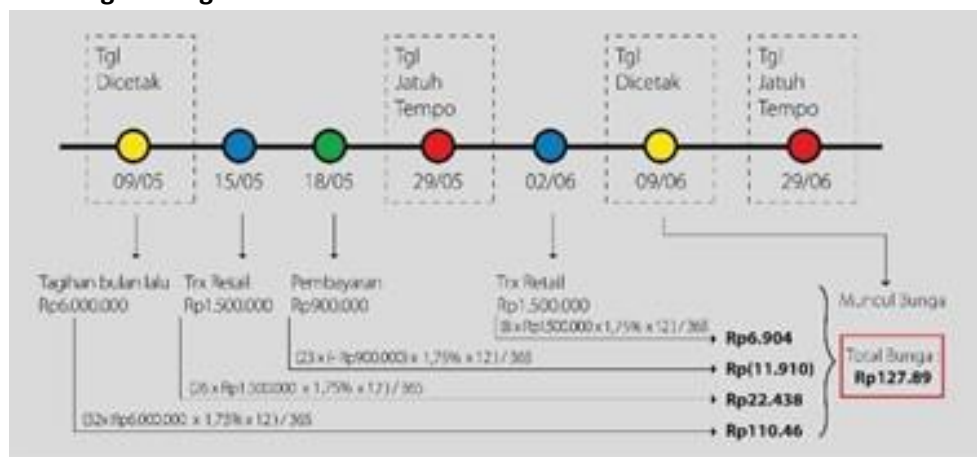 Tgl
Dicetak
Tgl
Jatuh
Tempo
Tgl
Dicetak
Tgl
Jatuh
Tempo
09/05
15/05
18/05
29/05
02/06
09/06
29/06
Tagihan bulan lalu
Rp6.000.000
Trx Retail
Rp1.500.000
Pembayaran
Rp900.000
Trx Retail
Rp1.500.000
Muncul Bunga
(8 x Rp1.500.000 x 1,75% x 12) / 365
Rp6.904
(23 x (- Rp900.000) x 1,75% x 12) / 365
Rp(11.910)
(26 x Rp1.500.000 x 1,75% x 12) / 365
Rp22.438
(32x Rp6.000.000 x 1,75% x 12) / 365
Rp110.46
Total Bunga
Rp127.89